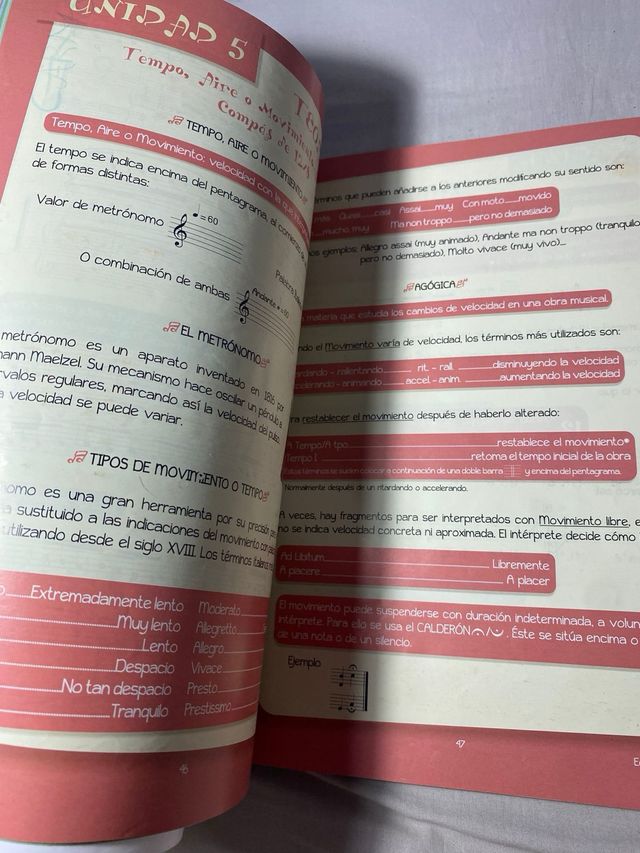 UNIDAD 5
Tempo, Aire o Movimiento
Compás de
TEMPO, AIRE O MOVIMIENTO
Tempo, Aire o Movimiento: velocidad con la que
El tempo se indica encima del pentagrama, al comienzo
de formas distintas:
Valor de metrónomo
= 60
O combinación de ambas
Andante = 60
EL METRÓNOMO
metrónomo es un aparato inventado en 1816 por
Maelzel. Su mecanismo hace oscilar un péndulo a
regulares, marcando así la velocidad del pulso.
velocidad se puede variar.
TIPOS DE MOVIMIENTO O TEMPO
es una gran herramienta por su precisión
sustituido a las indicaciones del movimiento con
utilizando desde el siglo XVIII. Los términos italianos
Extremadamente lento Moderato
Muy lento Allegretto
Lento Allegro
Despacio Vivace
No tan despacio Presto
Tranquilo Prestissimo
46
que pueden añadirse a los anteriores modificando su sentido son:
más Quasi casi Assai muy Con moto movido
mucho, muy Ma non troppo pero no demasiado
ejemplos: Allegro assai (muy animado), Andante ma non troppo (tranquilo
pero no demasiado), Molto vivace (muy vivo)...
AGÓGICA
materia que estudia los cambios de velocidad en una obra musical.
el Movimiento varía de velocidad, los términos más utilizados son:
- rallentando rit. - rall. disminuyendo la velocidad
- animando accel. - anim. aumentando la velocidad
restablecer el movimiento después de haberlo alterado:
A Tempo/A tpo. restablece el movimiento*
Tempo I retoma el tempo inicial de la obra
Estos términos se suelen colocar a continuación de una doble barra y encima del pentagrama.
Normalmente después de un ritardando o accelerando.
A veces, hay fragmentos para ser interpretados con Movimiento libre, e
no se indica velocidad concreta ni aproximada. El intérprete decide cómo
Ad Libitum Libremente
A piacere A placer
El movimiento puede suspenderse con duración indeterminada, a
intérprete. Para ello se usa el CALDERÓN / . Éste se sitúa encima o
de una nota o de un silencio.
Ejemplo
47